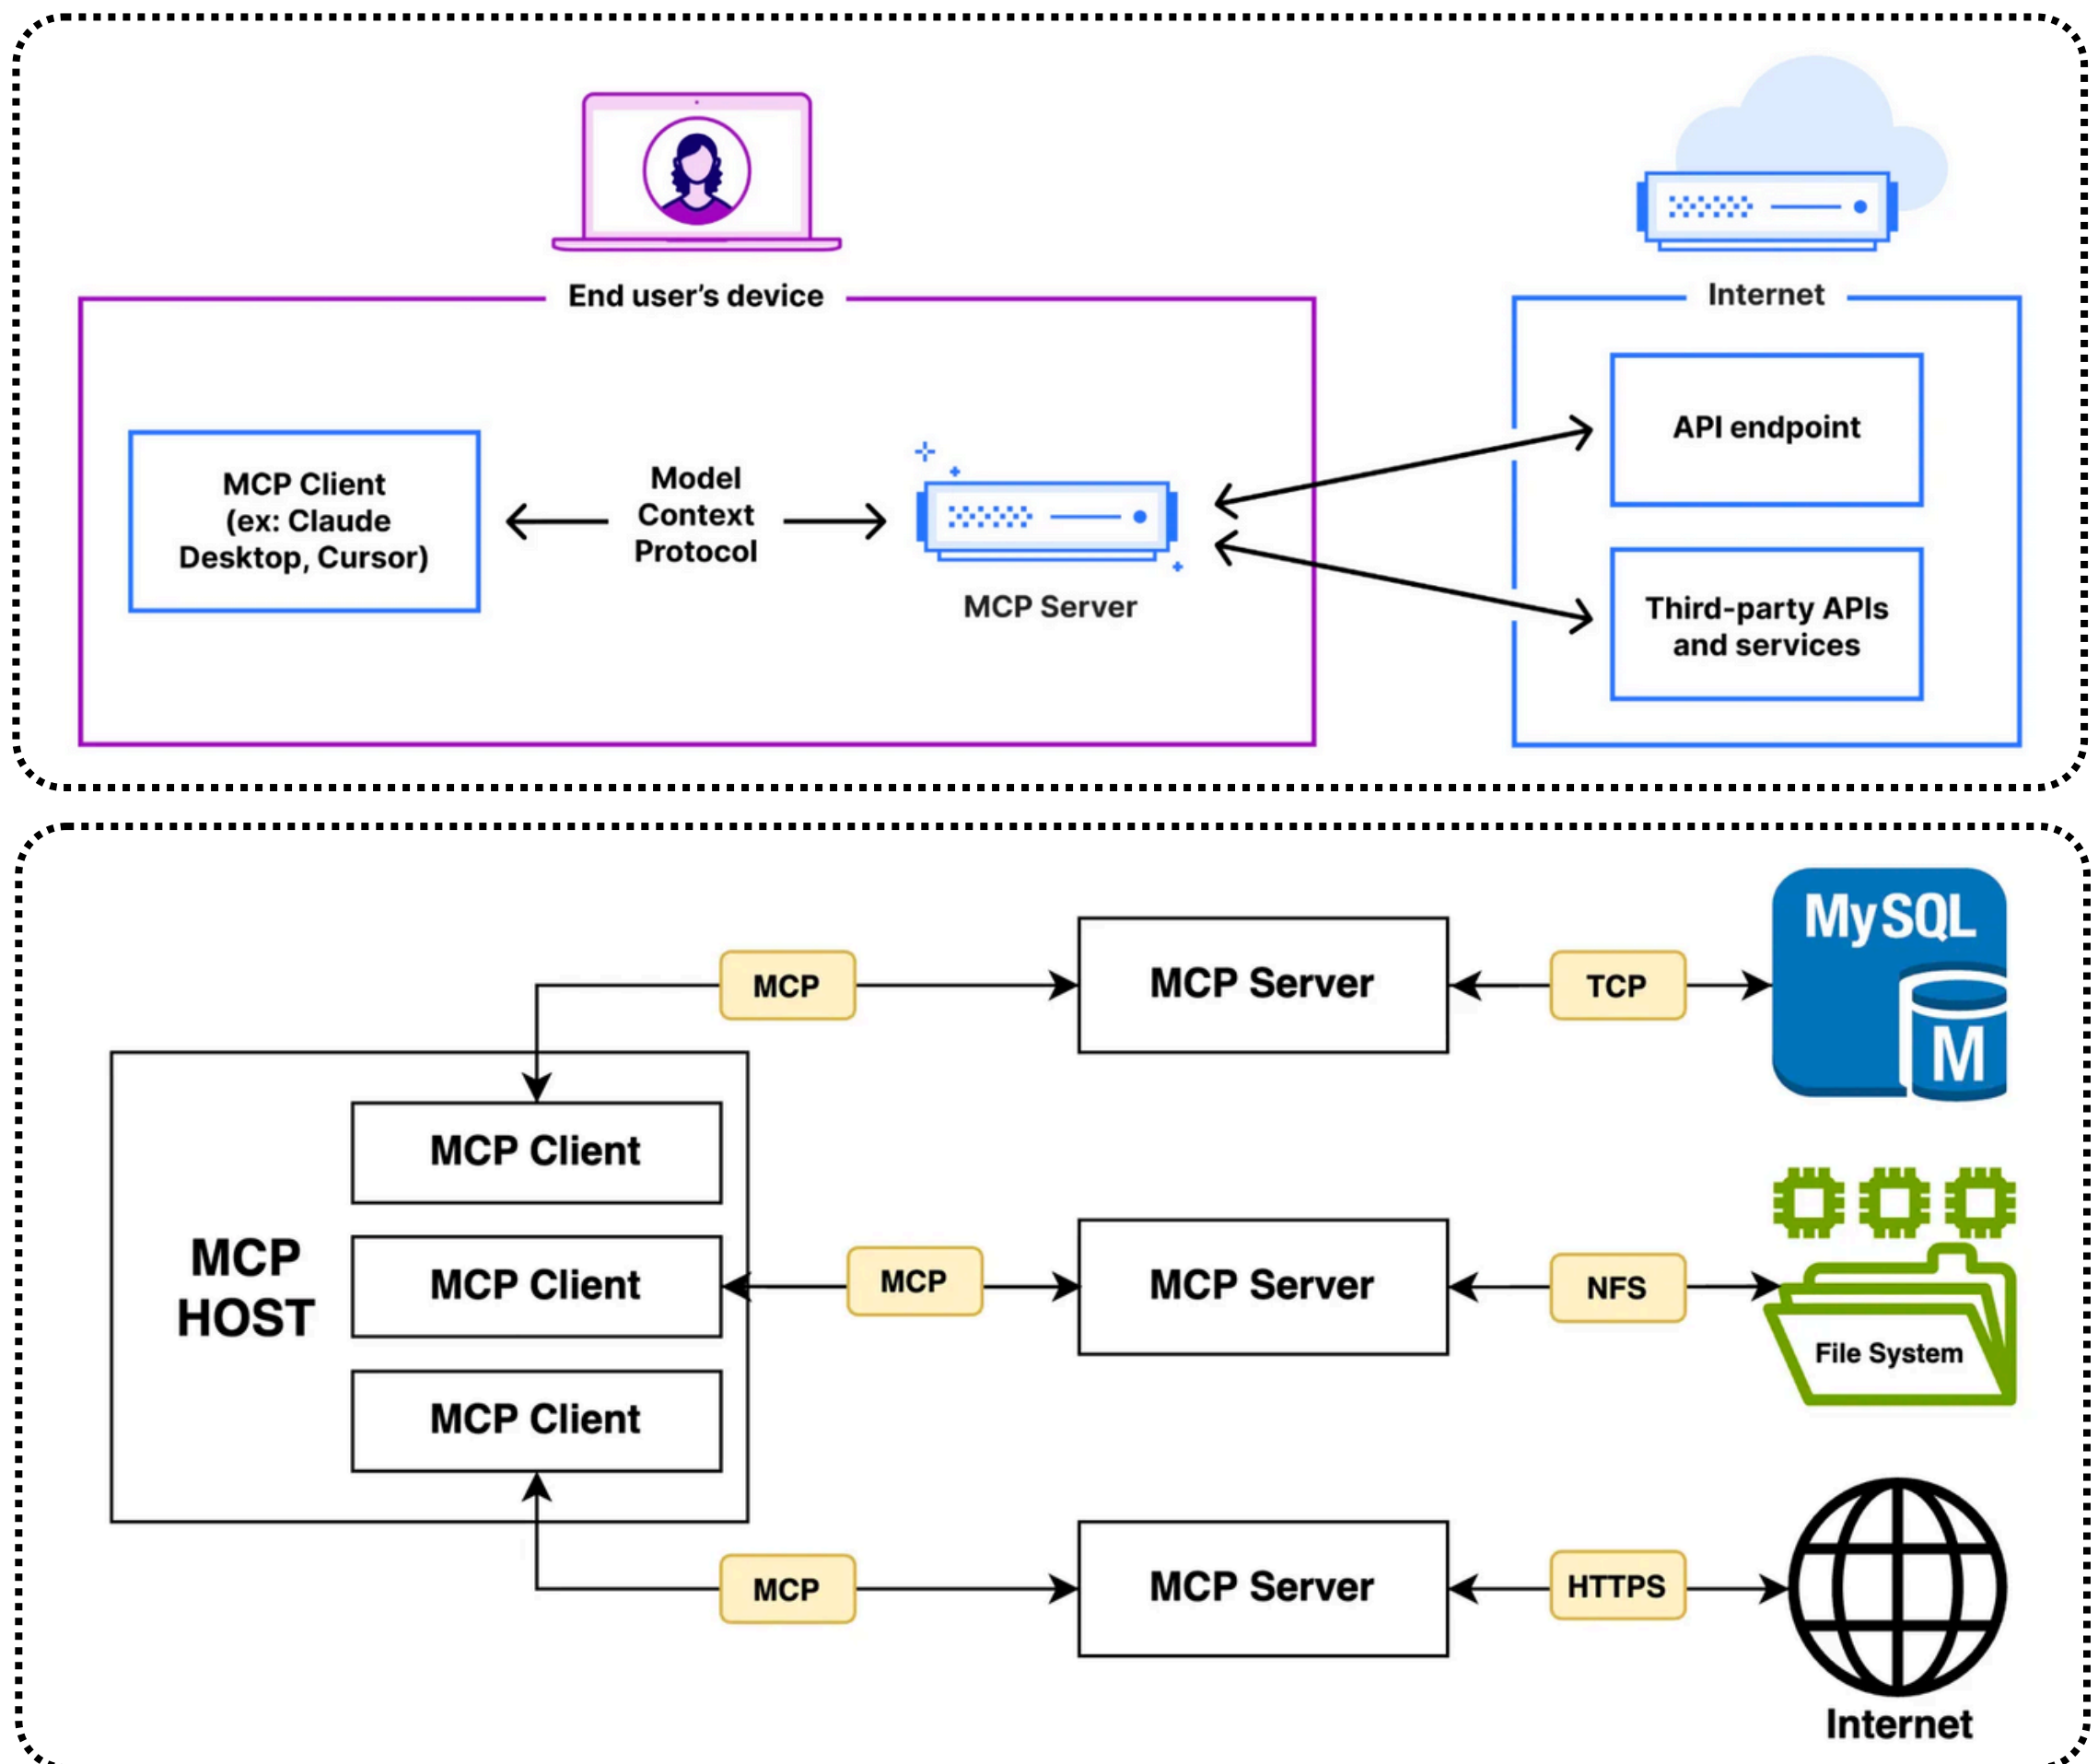 End user’s device
Internet
MCP Client
(ex: Claude
Desktop, Cursor)
Model
Context
Protocol
MCP Server
API endpoint
Third-party APIs
and services
MCP
MCP Server
TCP
MySQL
M
MCP
HOST
MCP Client
MCP Client
MCP Client
MCP
MCP Server
NFS
File System
MCP
MCP Server
HTTPS
Internet